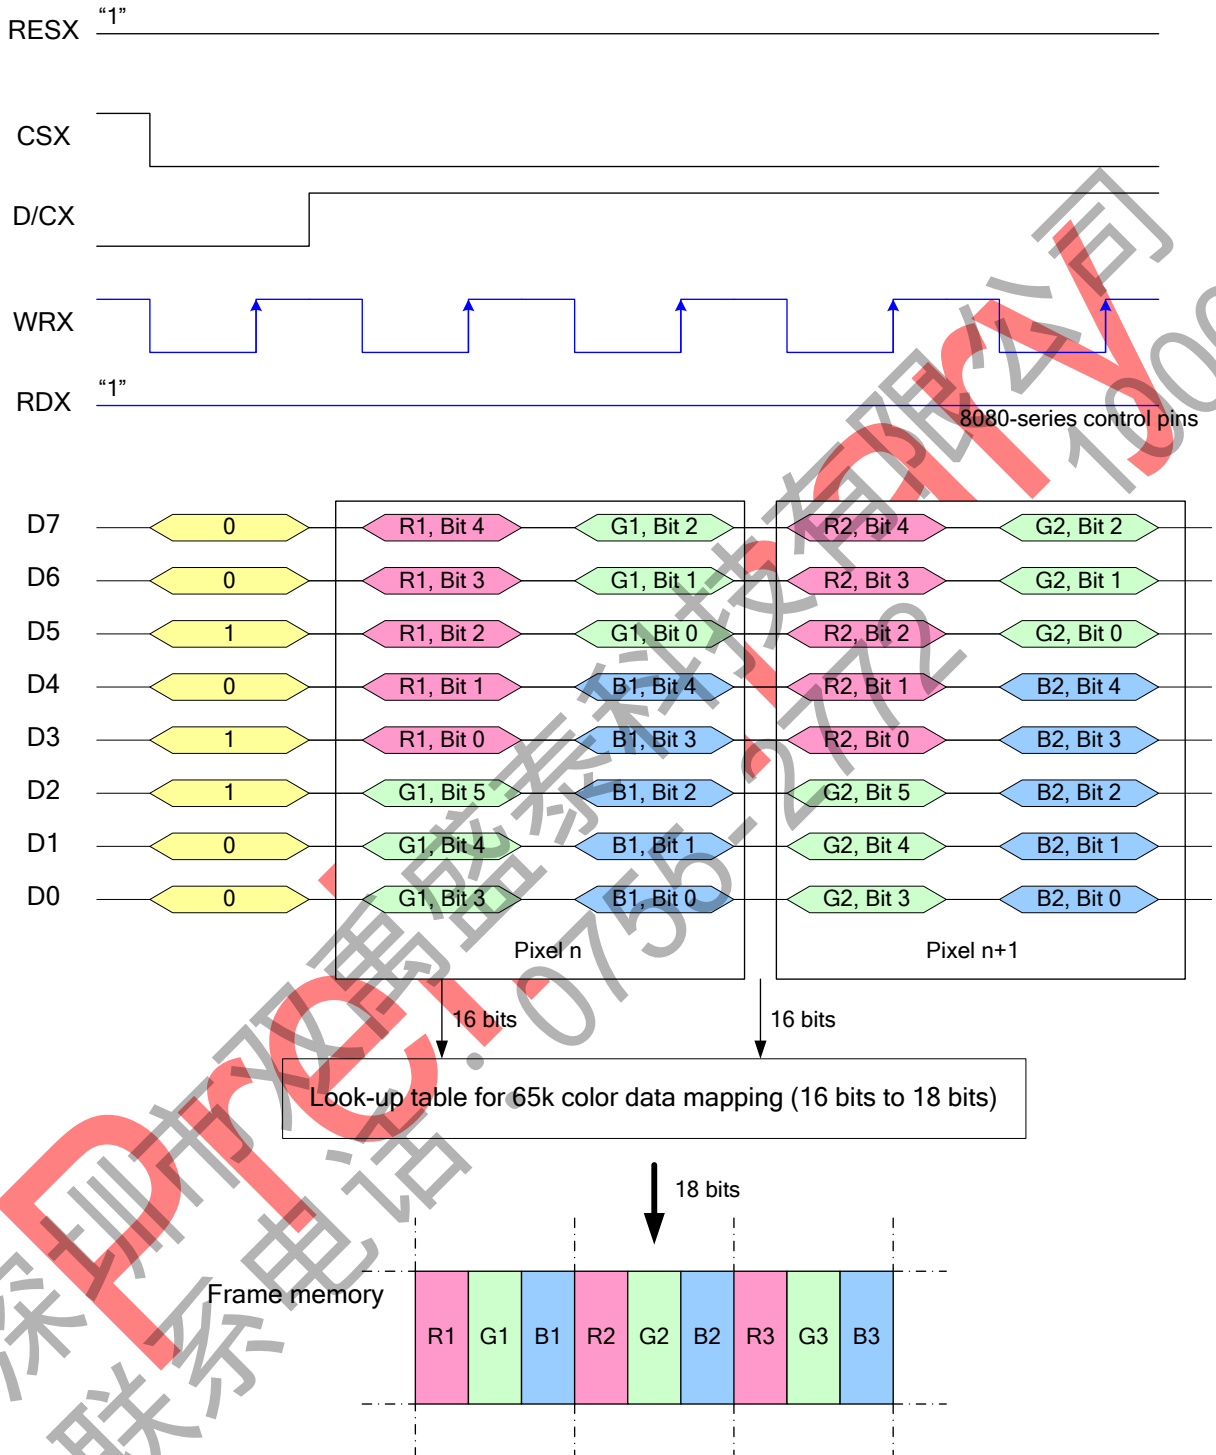 RESX "1"
CSX
D/CX
WRX
RDX "1"
8080-series control pins
D7 0 R1, Bit 4 G1, Bit 2 R2, Bit 4 G2, Bit 2
D6 0 R1, Bit 3 G1, Bit 1 R2, Bit 3 G2, Bit 1
D5 1 R1, Bit 2 G1, Bit 0 R2, Bit 2 G2, Bit 0
D4 0 R1, Bit 1 B1, Bit 4 R2, Bit 1 B2, Bit 4
D3 1 R1, Bit 0 B1, Bit 3 R2, Bit 0 B2, Bit 3
D2 1 G1, Bit 5 B1, Bit 2 G2, Bit 5 B2, Bit 2
D1 0 G1, Bit 4 B1, Bit 1 G2, Bit 4 B2, Bit 1
D0 0 G1, Bit 3 B1, Bit 0 G2, Bit 3 B2, Bit 0
Pixel n Pixel n+1
16 bits 16 bits
Look-up table for 65k color data mapping (16 bits to 18 bits)
18 bits
Frame memory
R1 G1 B1 R2 G2 B2 R3 G3 B3
深圳市双禹盛泰科技有限公司
联系电话：0755-2772 100